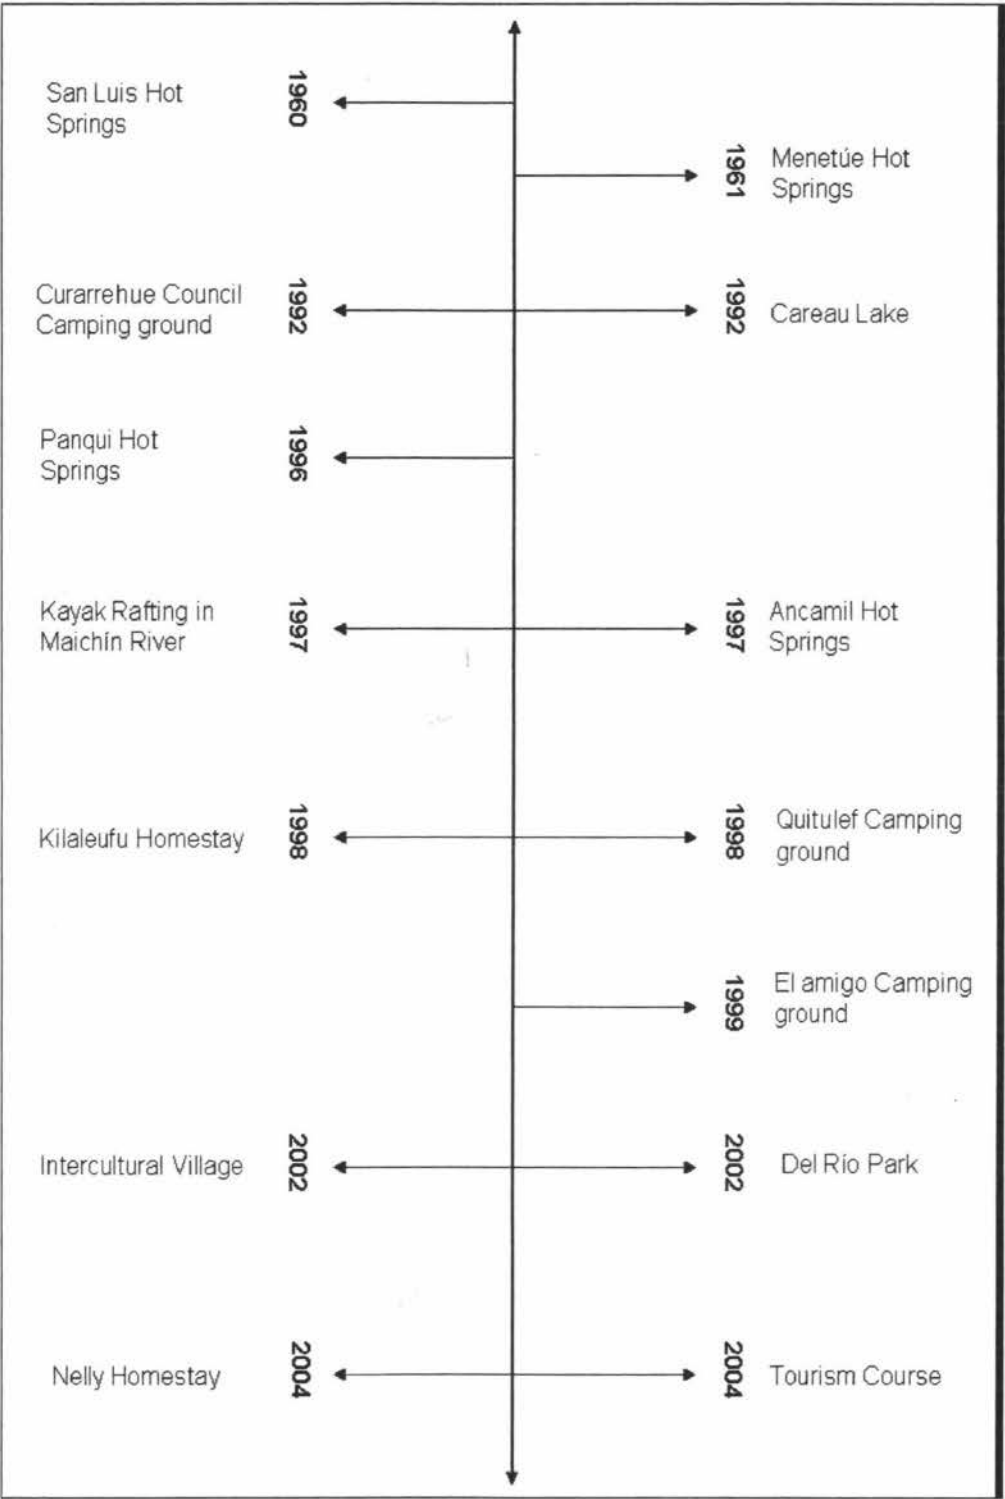 San Luis Hot
Springs
1960
1961
Menetúe Hot
Springs
Curarrehue Council
Camping ground
1992
1992
Careau Lake
Panqui Hot
Springs
1996
Kayak Rafting in
Maichín River
1997
1997
Ancamil Hot
Springs
Kilaleufu Homestay
1998
1998
Quitulef Camping
ground
1999
El amigo Camping
ground
Intercultural Village
2002
2002
Del Río Park
Nelly Homestay
2004
2004
Tourism Course